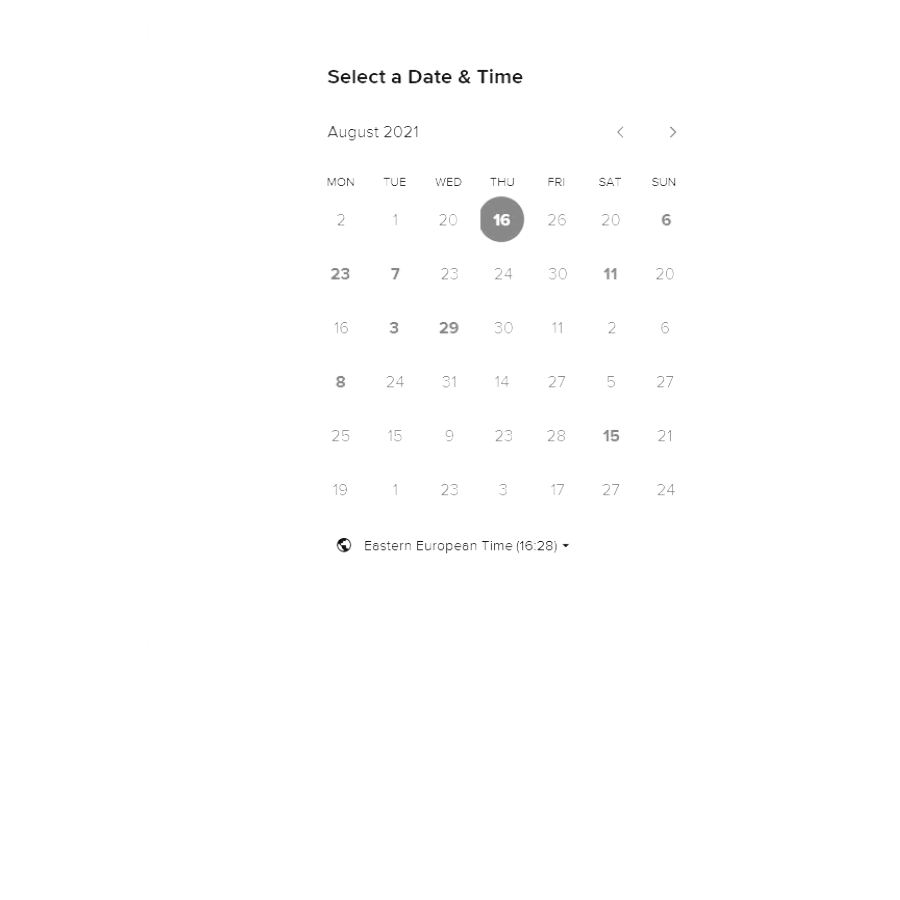 Select a Date & Time
August 2021
MON TUE WED THU FRI SAT SUN
2 1 20 16 26 20 6
23 7 23 24 30 11 20
16 3 29 30 11 2 6
8 24 31 14 27 5 27
25 15 9 23 28 15 21
19 1 23 3 17 27 24
Eastern European Time (16:28)